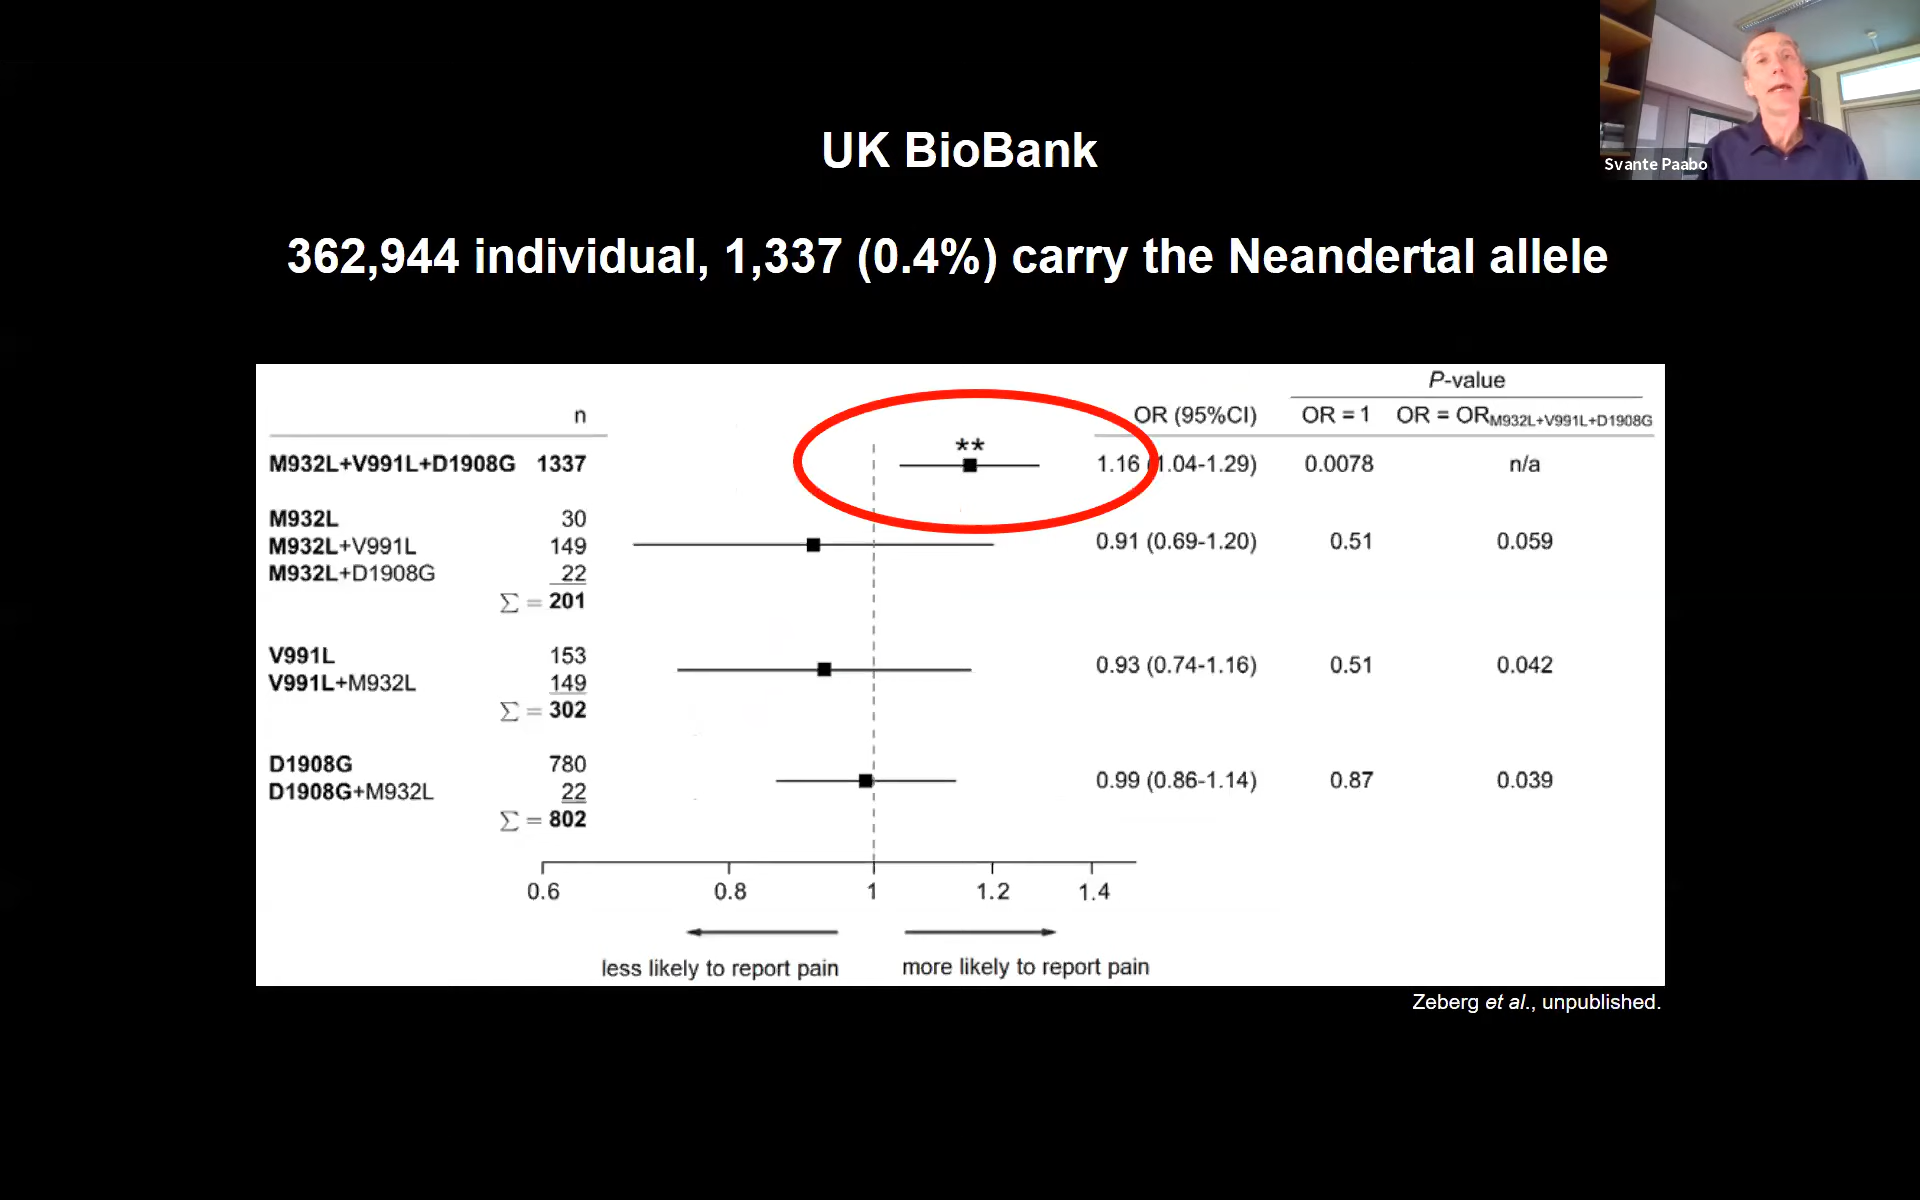 UK BioBank
Svante Paabo
362,944 individual, 1,337 (0.4%) carry the Neandertal allele
P-value
n OR (95%CI) OR = 1 OR = ORM932L+V991L+D1908G
**
M932L+V991L+D1908G 1337 1.16 (1.04-1.29) 0.0078 n/a
M932L 30
M932L+V991L 149 0.91 (0.69-1.20) 0.51 0.059
M932L+D1908G 22
∑ = 201
V991L 153 0.93 (0.74-1.16) 0.51 0.042
V991L+M932L 149
∑ = 302
D1908G 780 0.99 (0.86-1.14) 0.87 0.039
D1908G+M932L 22
∑ = 802
0.6 0.8 1 1.2 1.4
less likely to report pain more likely to report pain
Zeberg et al., unpublished.